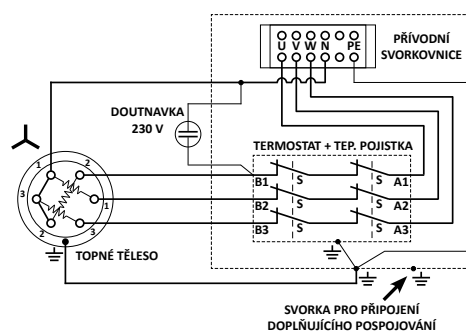 U V W N PE
PŘÍVODNÍ
SVORKOVNICE
DOUTNAVKA
230 V
TERMOSTAT + TEP. POJISTKA
B1 S S A1
B2 S S A2
B3 S S A3
1
2
3
1
2
3
TOPNÉ TĚLESO
SVORKA PRO PŘIPOJENÍ
DOPLŇUJÍCÍHO POSPOJOVÁNÍ